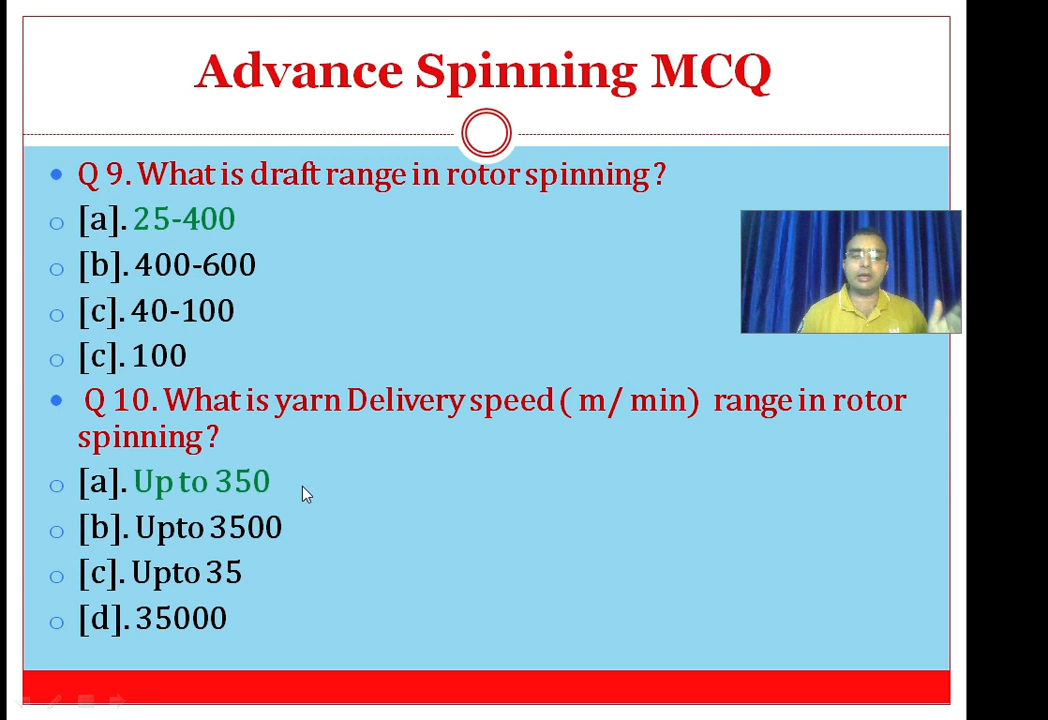 Advance Spinning MCQ
Q 9. What is draft range in rotor spinning?
[a]. 25-400
[b]. 400-600
[c]. 40-100
[c]. 100
Q 10. What is yarn Delivery speed ( m/ min) range in rotor
spinning?
[a]. Up to 350
[b]. Upto 3500
[c]. Upto 35
[d]. 35000